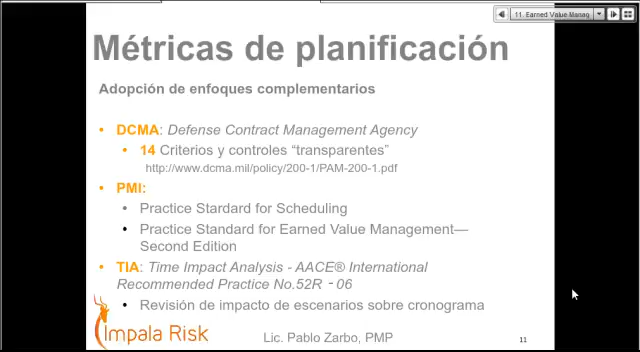 11. Earned Value Manag
Métricas de planificación
Adopción de enfoques complementarios
• DCMA: Defense Contract Management Agency
• 14 Criterios y controles “transparentes”
http://www.dcma.mil/policy/200-1/PAM-200-1.pdf
• PMI:
• Practice Stardard for Scheduling
• Practice Standard for Earned Value Management—
Second Edition
• TIA: Time Impact Analysis - AACE® International
Recommended Practice No.52R - 06
• Revisión de impacto de escenarios sobre cronograma
Impala Risk
Lic. Pablo Zarbo, PMP
11